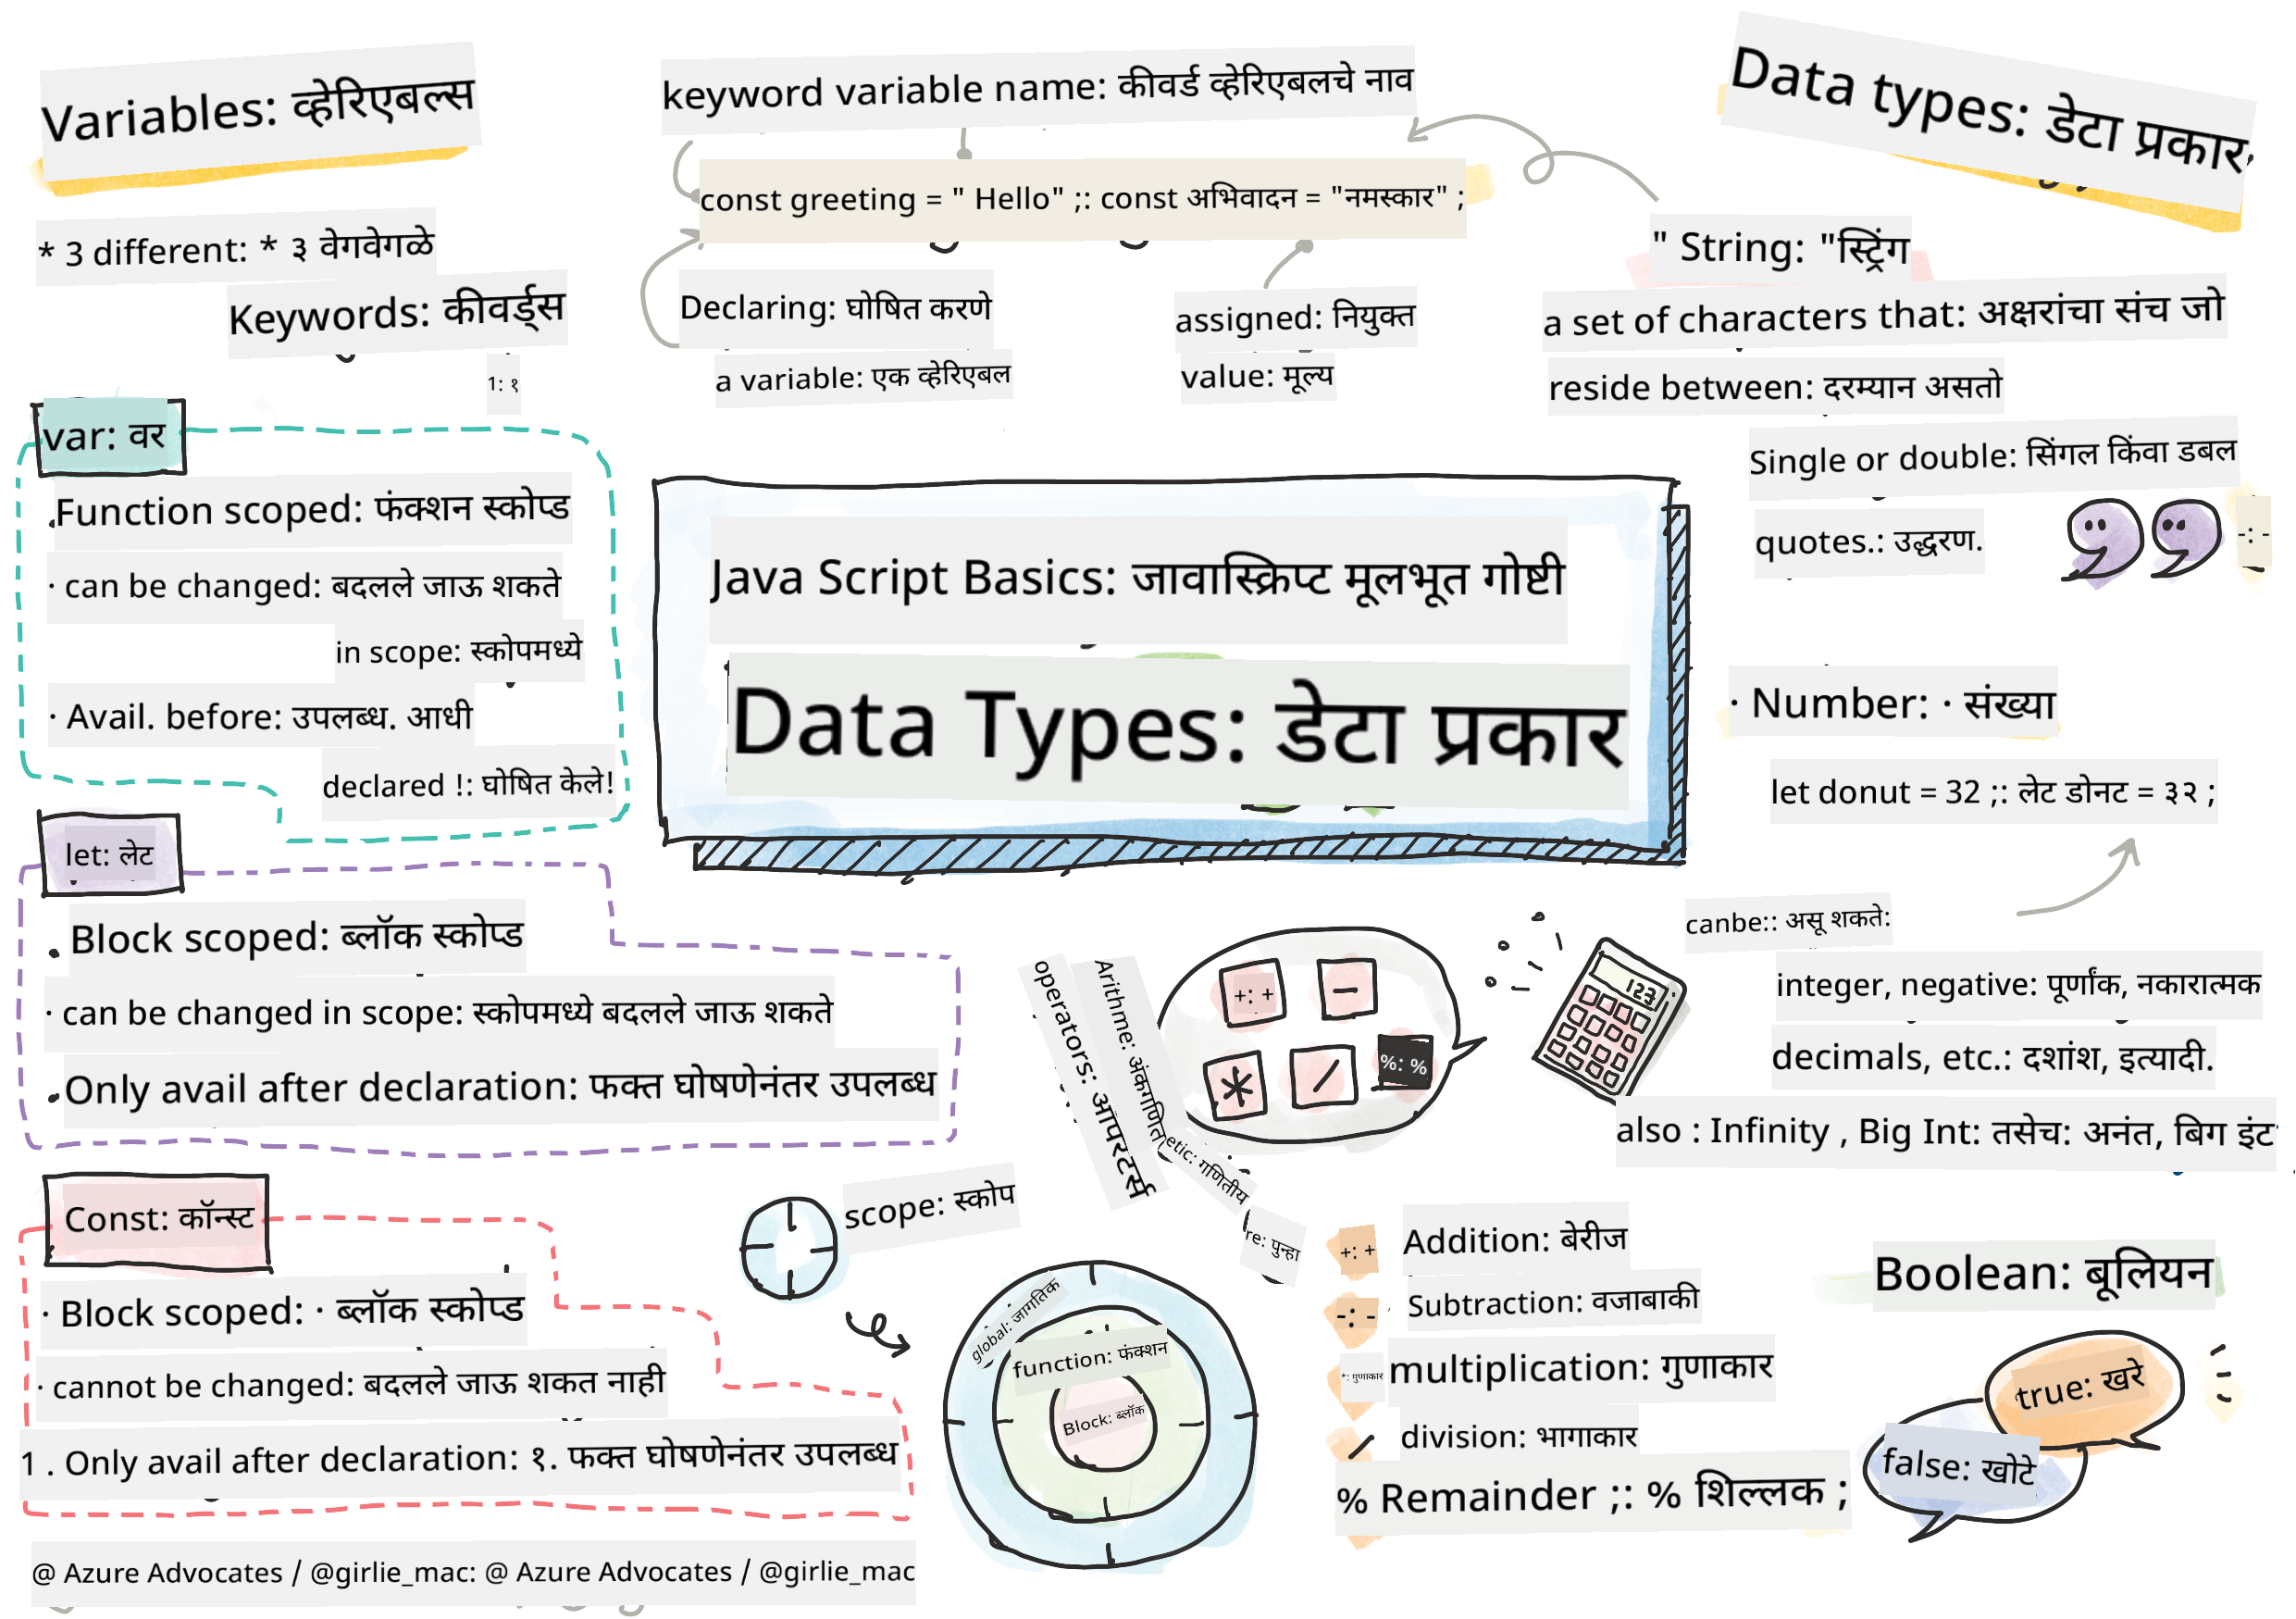 Variables: व्हेरिएबल्स
* 3 different: * ३ वेगवेगळे
Keywords: कीवर्ड्स
1: १
var: वर
Function scoped: फंक्शन स्कोप्ड
· can be changed: बदलले जाऊ शकते
in scope: स्कोपमध्ये
· Avail. before: उपलब्ध. आधी
declared !: घोषित केले!
let: लेट
Block scoped: ब्लॉक स्कोप्ड
· can be changed in scope: स्कोपमध्ये बदलले जाऊ शकते
Only avail after declaration: फक्त घोषणेनंतर उपलब्ध
Const: कॉन्स्ट
· Block scoped: · ब्लॉक स्कोप्ड
· cannot be changed: बदलले जाऊ शकत नाही
1 . Only avail after declaration: १. फक्त घोषणेनंतर उपलब्ध
@ Azure Advocates / @girlie_mac: @ Azure Advocates / @girlie_mac
keyword variable name: कीवर्ड व्हेरिएबलचे नाव
const greeting = " Hello" ;: const अभिवादन = "नमस्कार" ;
Declaring: घोषित करणे
a variable: एक व्हेरिएबल
assigned: नियुक्त
value: मूल्य
Java Script Basics: जावास्क्रिप्ट मूलभूत गोष्टी
Data Types: डेटा प्रकार
Data types: डेटा प्रकार
" String: "स्ट्रिंग
a set of characters that: अक्षरांचा संच जो
reside between: दरम्यान असतो
Single or double: सिंगल किंवा डबल
quotes.: उद्धरण.
-: -
· Number: · संख्या
let donut = 32 ;: लेट डोनट = ३२ ;
canbe:: असू शकते:
integer, negative: पूर्णांक, नकारात्मक
decimals, etc.: दशांश, इत्यादी.
also : Infinity , Big Int: तसेच: अनंत, बिग इंट
123
+: +
−
*
/
%: %
operators: ऑपरेटर्स
Arithme: अंकगणित
etic: गणितीय
re: पुन्हा
scope: स्कोप
global: जागतिक
function: फंक्शन
Block: ब्लॉक
+: + Addition: बेरीज
-: - Subtraction: वजाबाकी
*: गुणाकार multiplication: गुणाकार
/ division: भागाकार
% Remainder ;: % शिल्लक ;
Boolean: बूलियन
true: खरे
false: खोटे